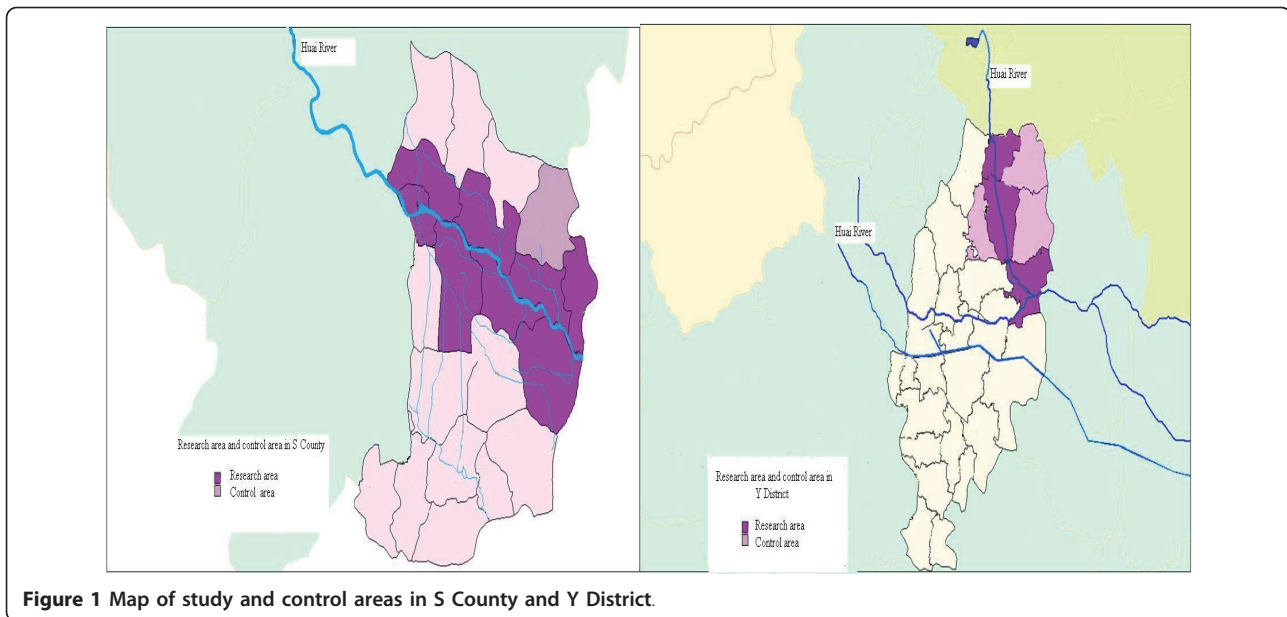 Huai River
Research area and control area in S County
Research area
Control area
Huai River
Huai River
Research area and control area in
Y District
Research area
Control area
Figure 1 Map of study and control areas in S County and Y District.